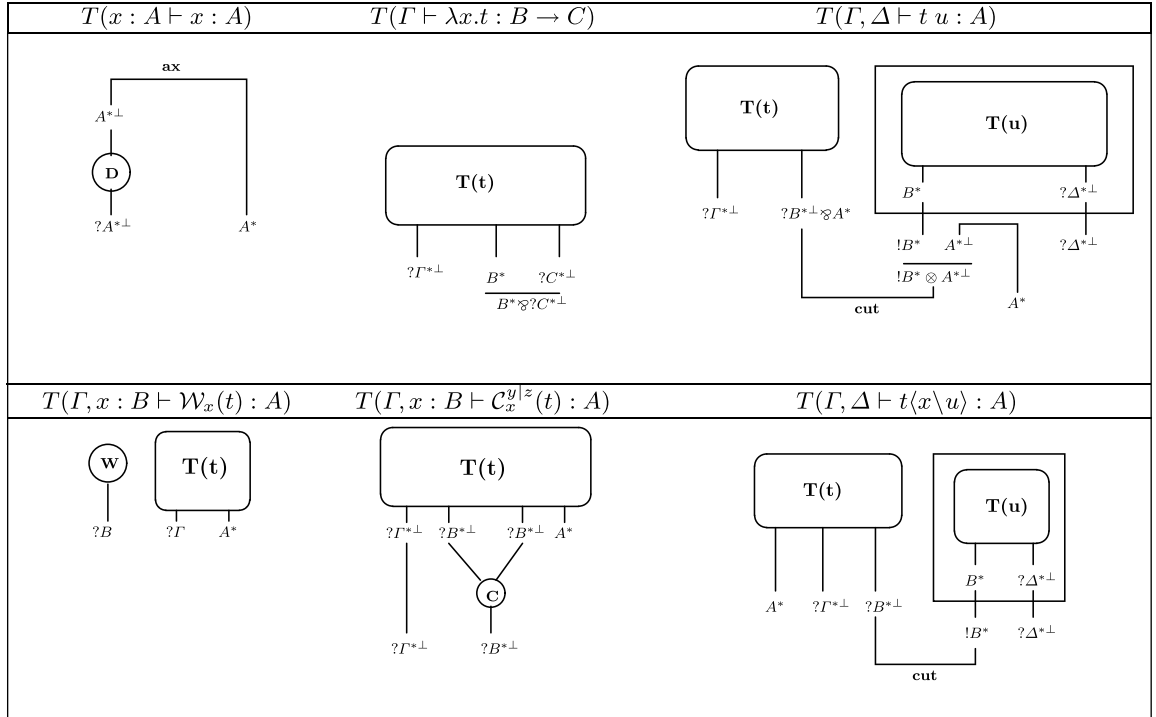 T(x : A ⊢ x : A) T(Γ ⊢ λx.t : B → C) T(Γ, Δ ⊢ t u : A)
ax
A*⊥
D
?A*⊥ A*
T(t)
?Γ*⊥ B* ?C*⊥
B*⅋?C*⊥
T(t) T(u)
B* ?Δ*⊥
?Γ*⊥ ?B*⊥⅋A*
!B* A*⊥ ?Δ*⊥
!B* ⊗ A*⊥
cut A*
T(Γ, x : B ⊢ 𝒲ₓ(t) : A) T(Γ, x : B ⊢ 𝒞ₓ^{y|z}(t) : A) T(Γ, Δ ⊢ t⟨x\u⟩ : A)
W T(t)
?B ?Γ A*
T(t)
?Γ*⊥ ?B*⊥ ?B*⊥ A*
C
?Γ*⊥ ?B*⊥
T(t) T(u)
B* ?Δ*⊥
A* ?Γ*⊥ ?B*⊥
!B* ?Δ*⊥
cut